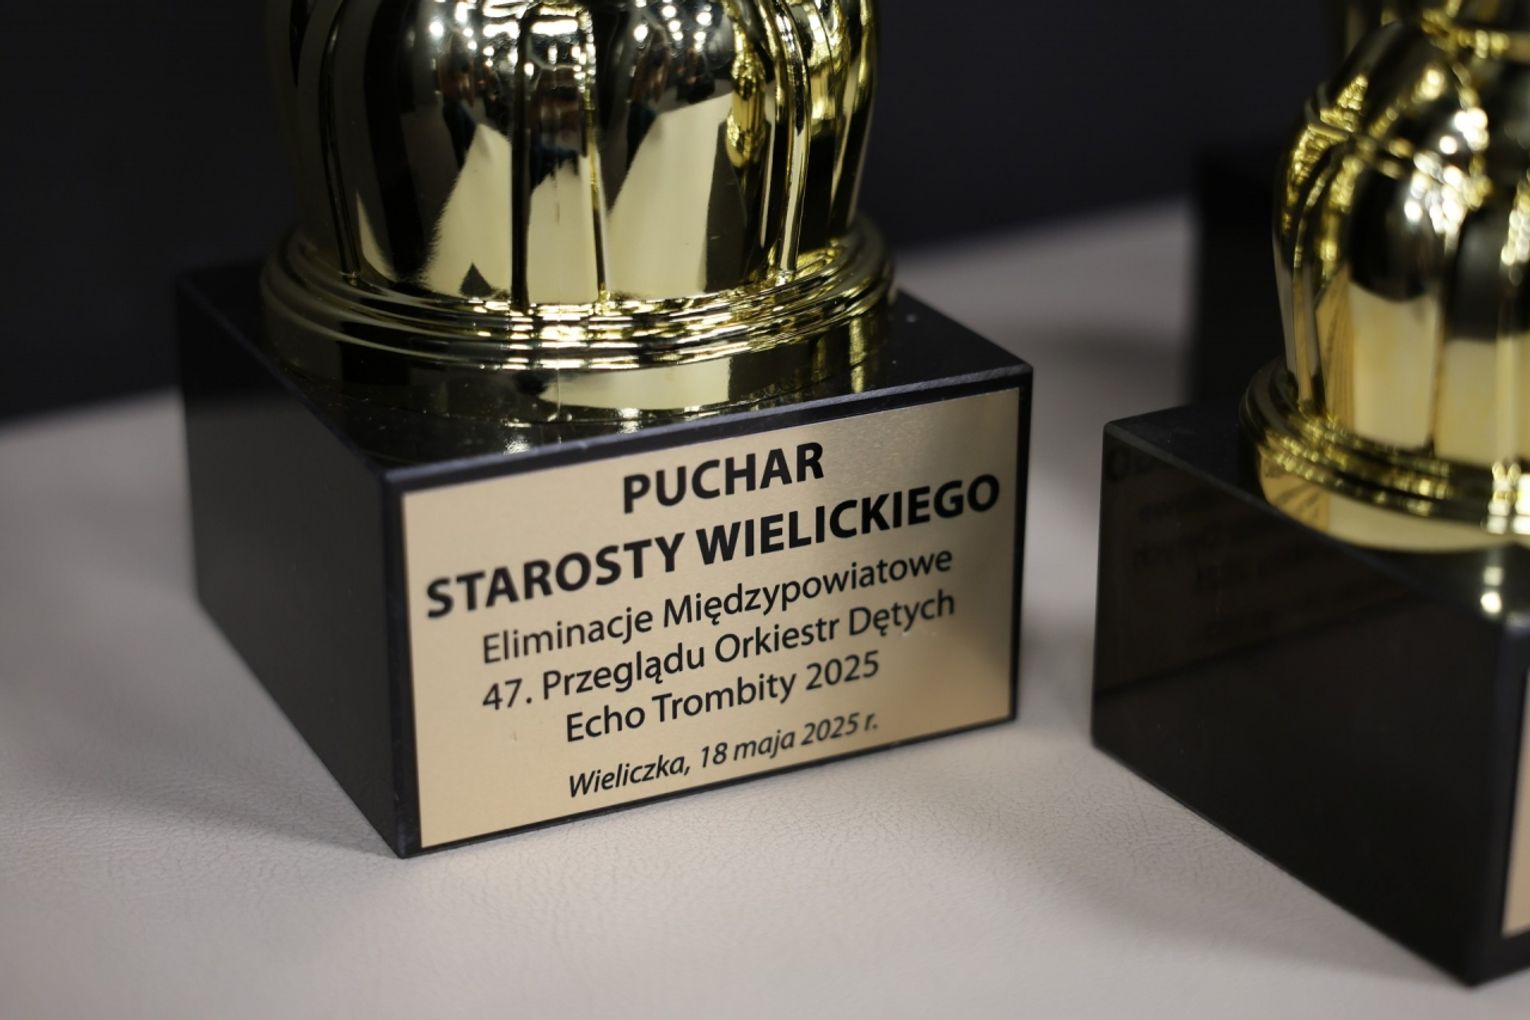 PUCHAR
STAROSTY WIELICKIEGO
Eliminacje Międzypowiatowe
47. Przeglądu Orkiestr Dętych
Echo Trombity 2025
Wieliczka, 18 maja 2025 r.